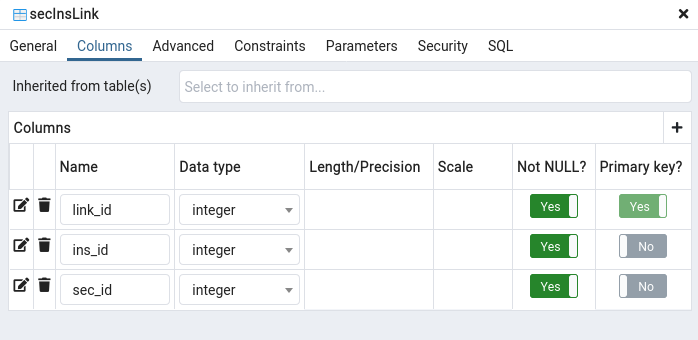 secInsLink
General Columns Advanced Constraints Parameters Security SQL
Inherited from table(s) Select to inherit from...
Columns
Name Data type Length/Precision Scale Not NULL? Primary key?
link_id integer Yes Yes
ins_id integer Yes No
sec_id integer Yes No